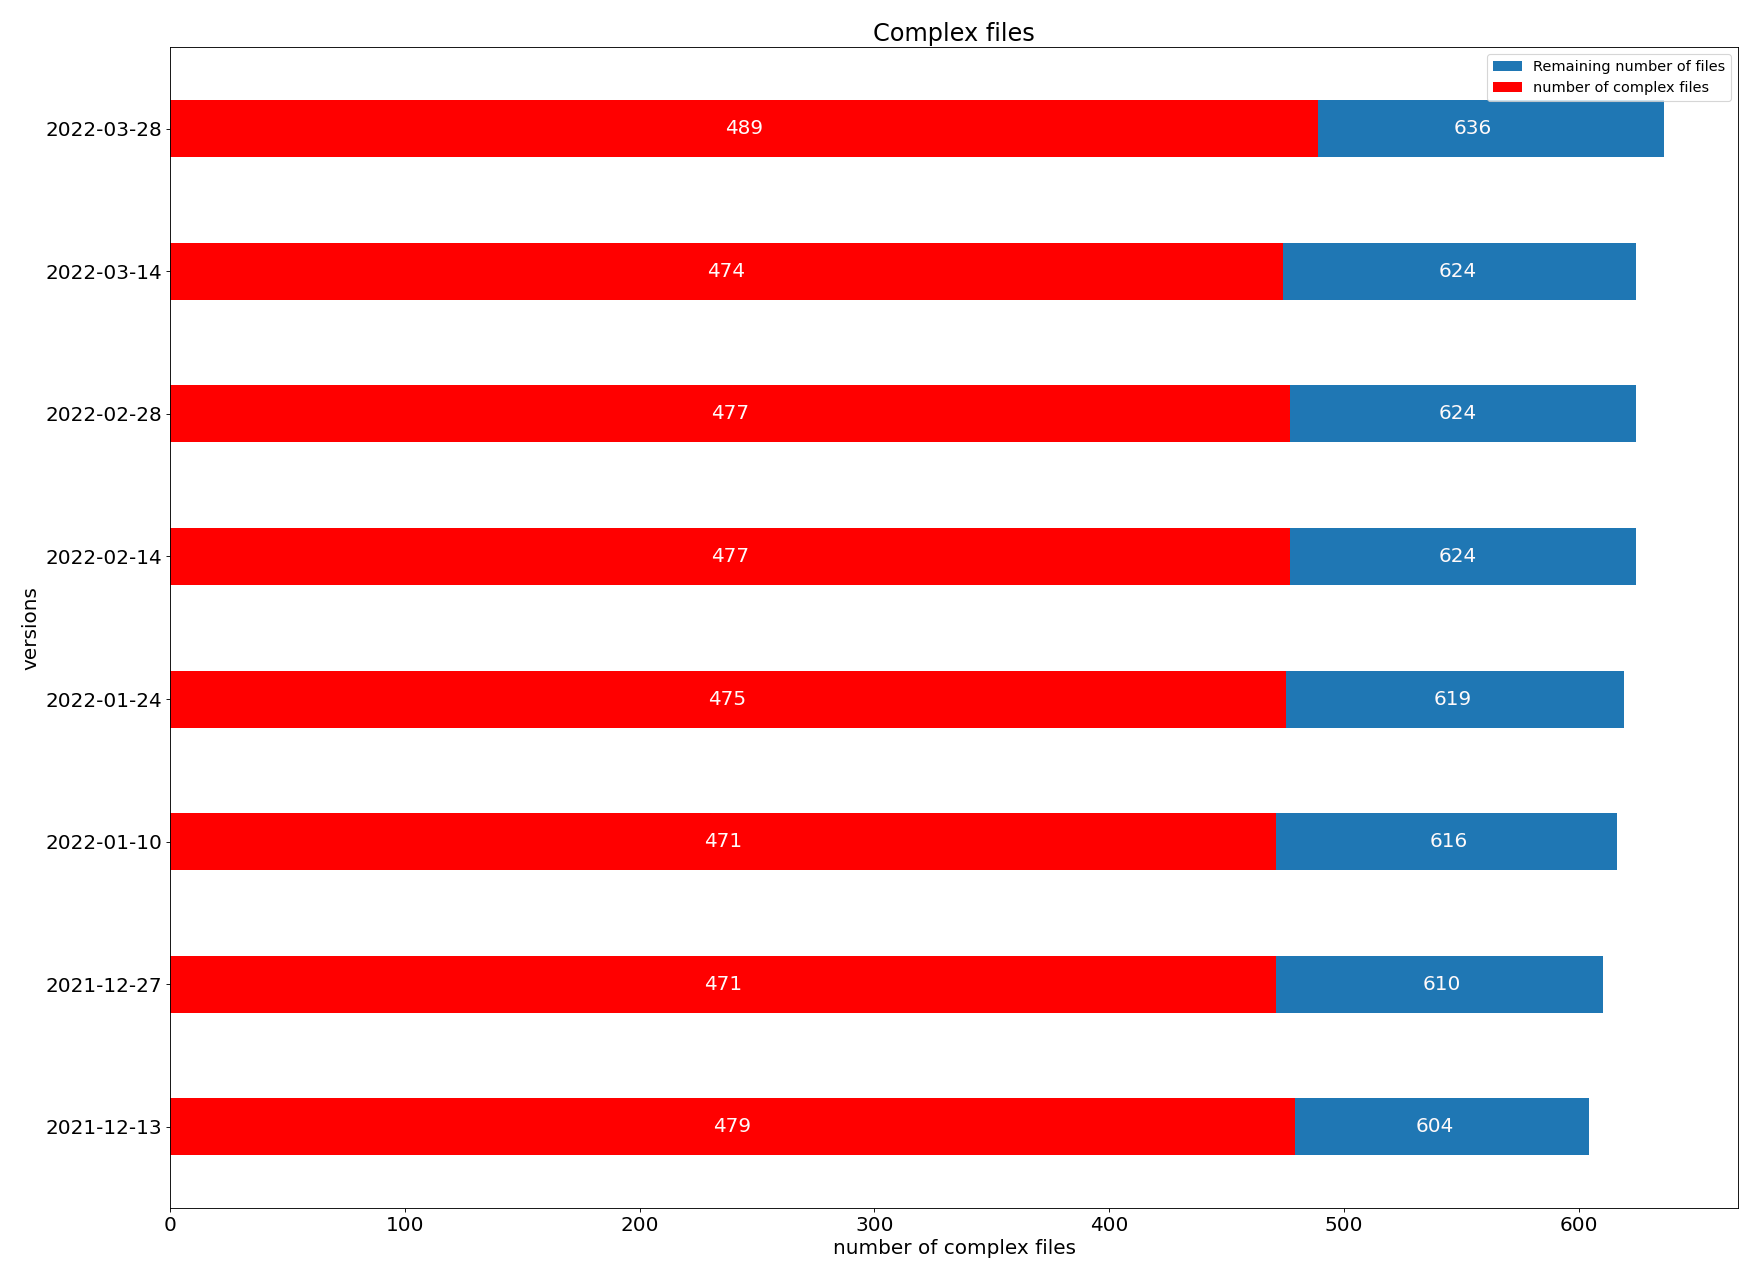 Complex files
Remaining number of files
number of complex files
2022-03-28 489 636
2022-03-14 474 624
2022-02-28 477 624
2022-02-14 477 624
versions
2022-01-24 475 619
2022-01-10 471 616
2021-12-27 471 610
2021-12-13 479 604
0 100 200 300 400 500 600
number of complex files